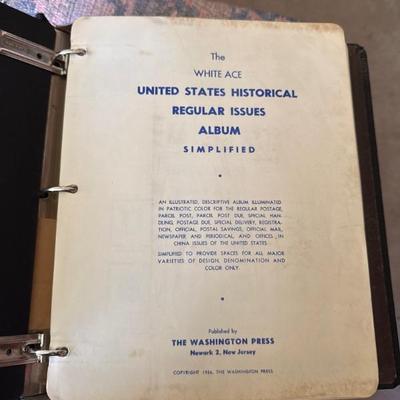 The
WHITE ACE
UNITED STATES HISTORICAL
REGULAR ISSUES
ALBUM
SIMPLIFIED
AN ILLUSTRATED, DESCRIPTIVE ALBUM ILLUMINATED
IN PATRIOTIC COLOR FOR THE REGULAR POSTAGE,
PARCEL POST, PARCEL POST DUE, SPECIAL HAN-
DLING, POSTAGE DUE, SPECIAL DELIVERY, REGISTRA-
TION, OFFICIAL, POSTAL SAVINGS, OFFICIAL MAIL,
NEWSPAPER AND PERIODICAL, AND OFFICES IN
CHINA ISSUES OF THE UNITED STATES
SIMPLIFIED TO PROVIDE SPACES FOR ALL MAJOR
VARIETIES OF DESIGN, DENOMINATION AND
COLOR ONLY.
Published by
THE WASHINGTON PRESS
Newark 2, New Jersey
COPYRIGHT 1956, THE WASHINGTON PRESS